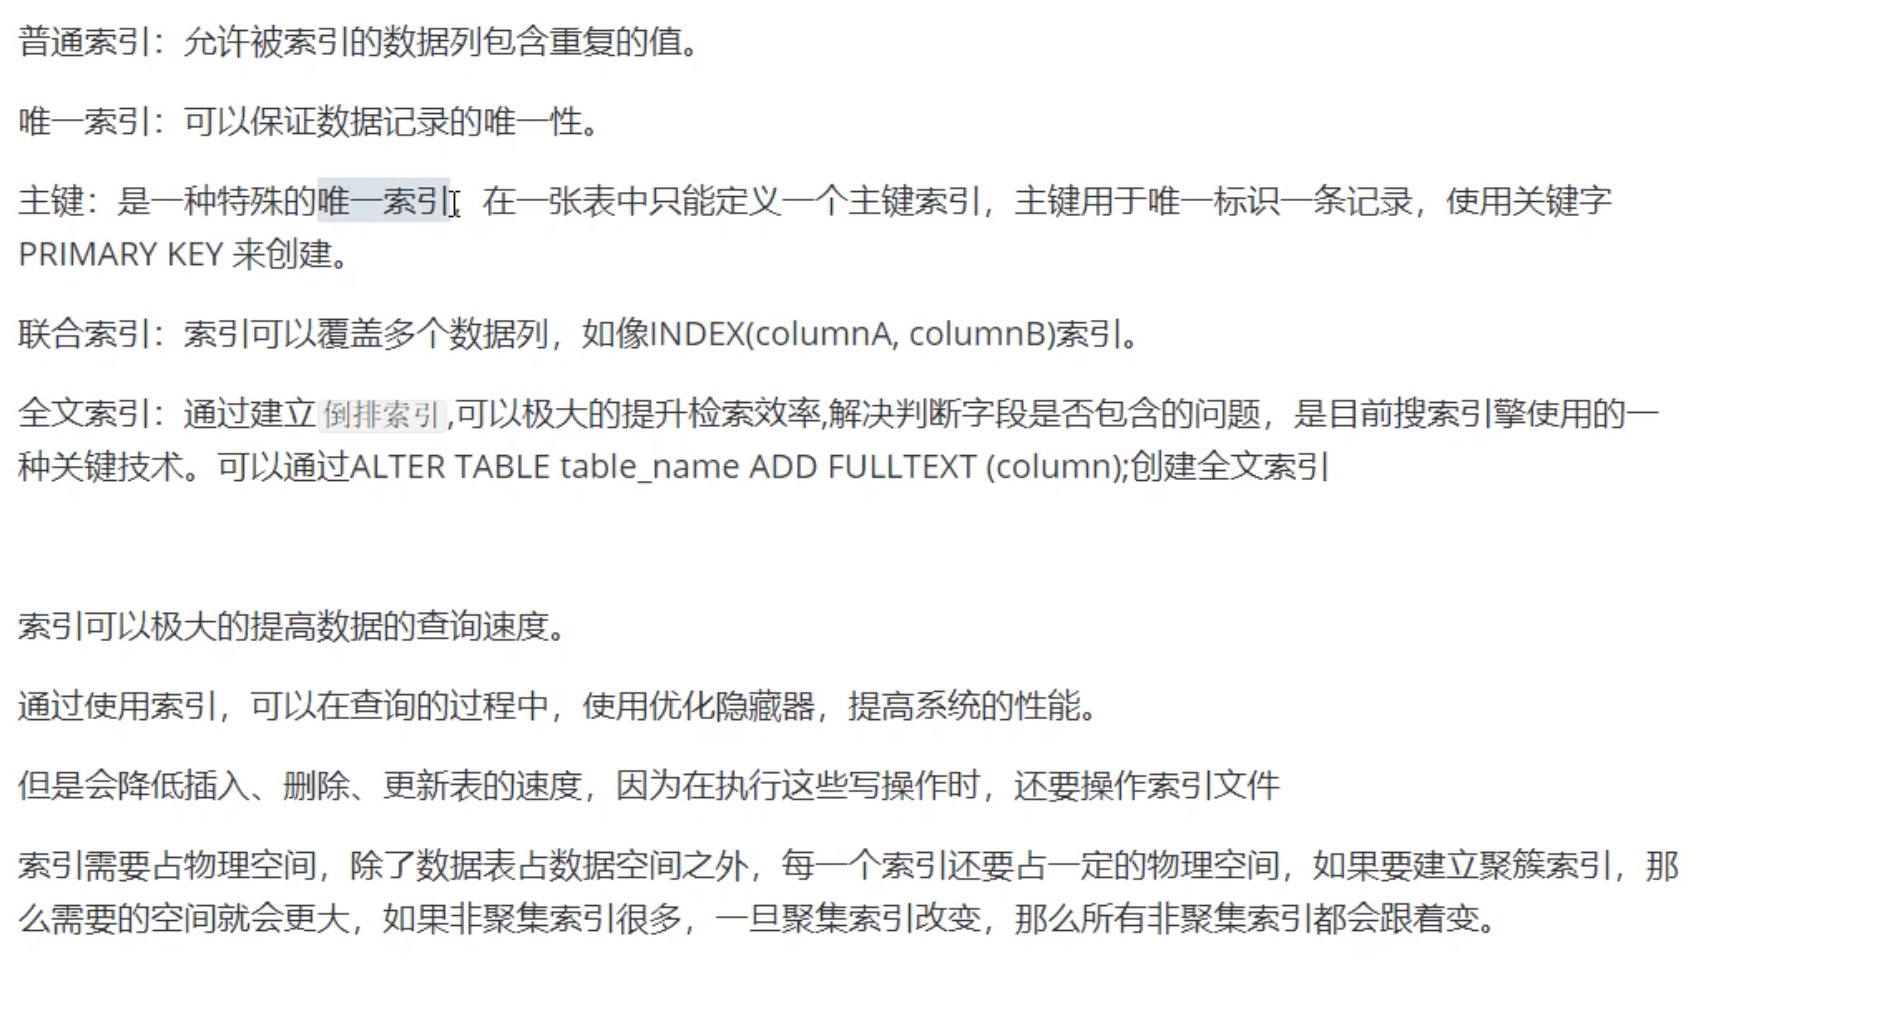 普通索引：允许被索引的数据列包含重复的值。
唯一索引：可以保证数据记录的唯一性。
主键：是一种特殊的唯一索引，在一张表中只能定义一个主键索引，主键用于唯一标识一条记录，使用关键字
PRIMARY KEY 来创建。
联合索引：索引可以覆盖多个数据列，如像INDEX(columnA, columnB)索引。
全文索引：通过建立倒排索引,可以极大的提升检索效率,解决判断字段是否包含的问题，是目前搜索引擎使用的一
种关键技术。可以通过ALTER TABLE table_name ADD FULLTEXT (column);创建全文索引
索引可以极大的提高数据的查询速度。
通过使用索引，可以在查询的过程中，使用优化隐藏器，提高系统的性能。
但是会降低插入、删除、更新表的速度，因为在执行这些写操作时，还要操作索引文件
索引需要占物理空间，除了数据表占数据空间之外，每一个索引还要占一定的物理空间，如果要建立聚簇索引，那
么需要的空间就会更大，如果非聚集索引很多，一旦聚集索引改变，那么所有非聚集索引都会跟着变。